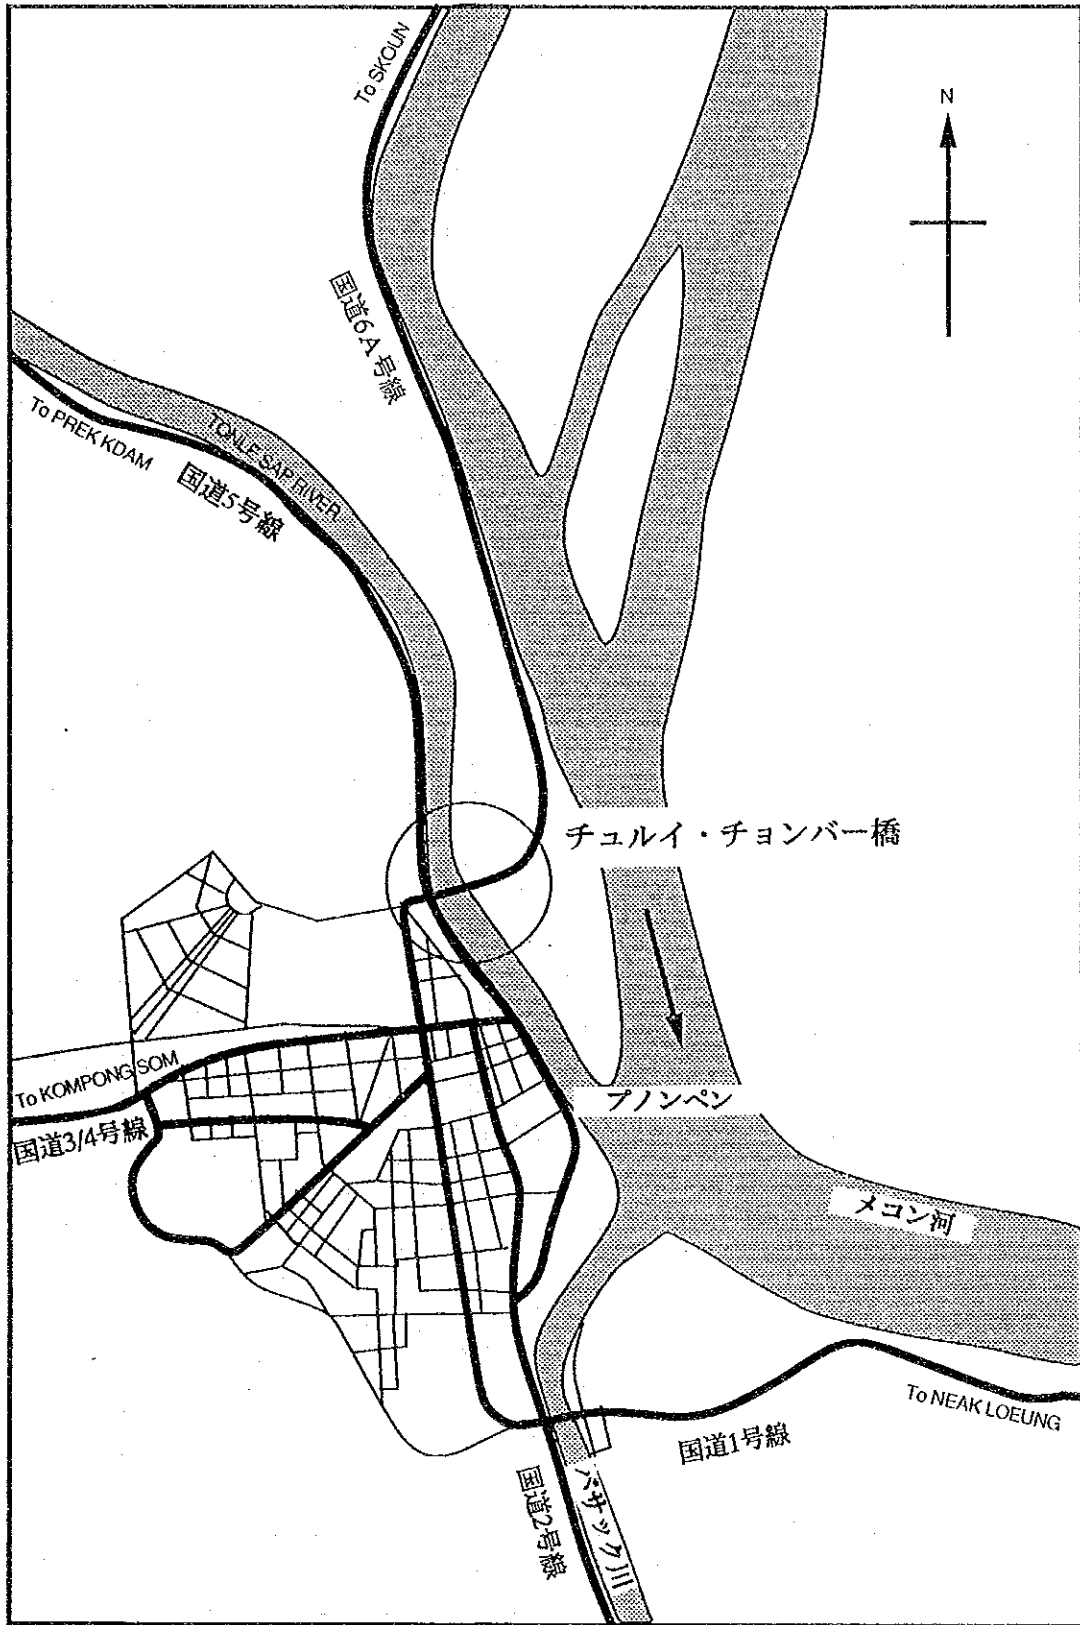 To SKOUN
N
国道6A号線
To PREK KDAM
TONLE SAP RIVER
国道5号線
チュルイ・チョンバー橋
To KOMPONG SOM
国道3/4号線
プノンペン
メコン河
To NEAK LOEUNG
国道1号線
国道2号線
バサック川